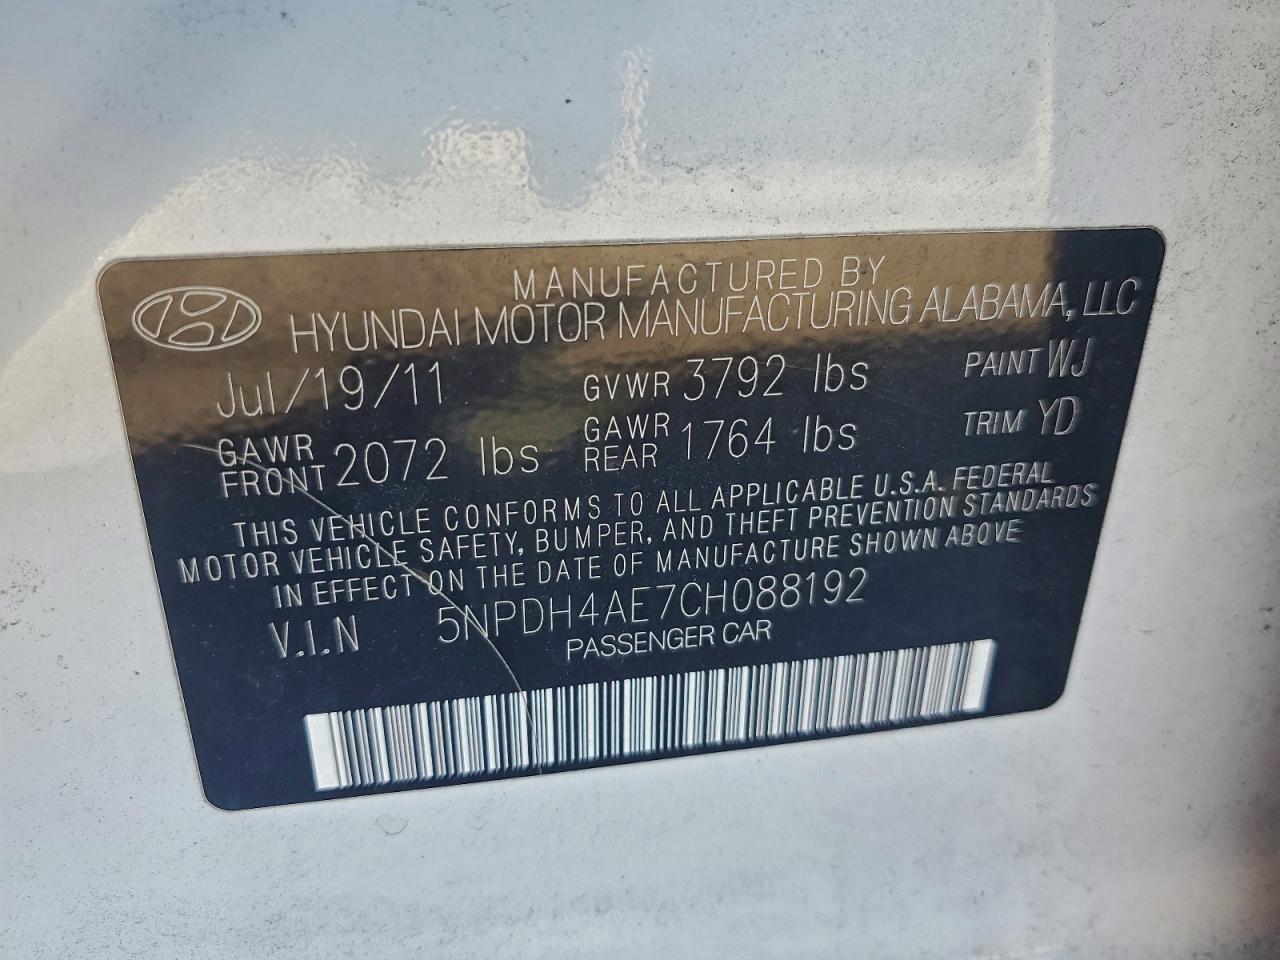 MANUFACTURED BY
HYUNDAI MOTOR MANUFACTURING ALABAMA, LLC
Jul/19/11 GVWR 3792 lbs PAINT WJ
GAWR FRONT 2072 lbs GAWR REAR 1764 lbs TRIM YD
THIS VEHICLE CONFORMS TO ALL APPLICABLE U.S.A. FEDERAL
MOTOR VEHICLE SAFETY, BUMPER, AND THEFT PREVENTION STANDARDS
IN EFFECT ON THE DATE OF MANUFACTURE SHOWN ABOVE
V.I.N 5NPDH4AE7CH088192
PASSENGER CAR